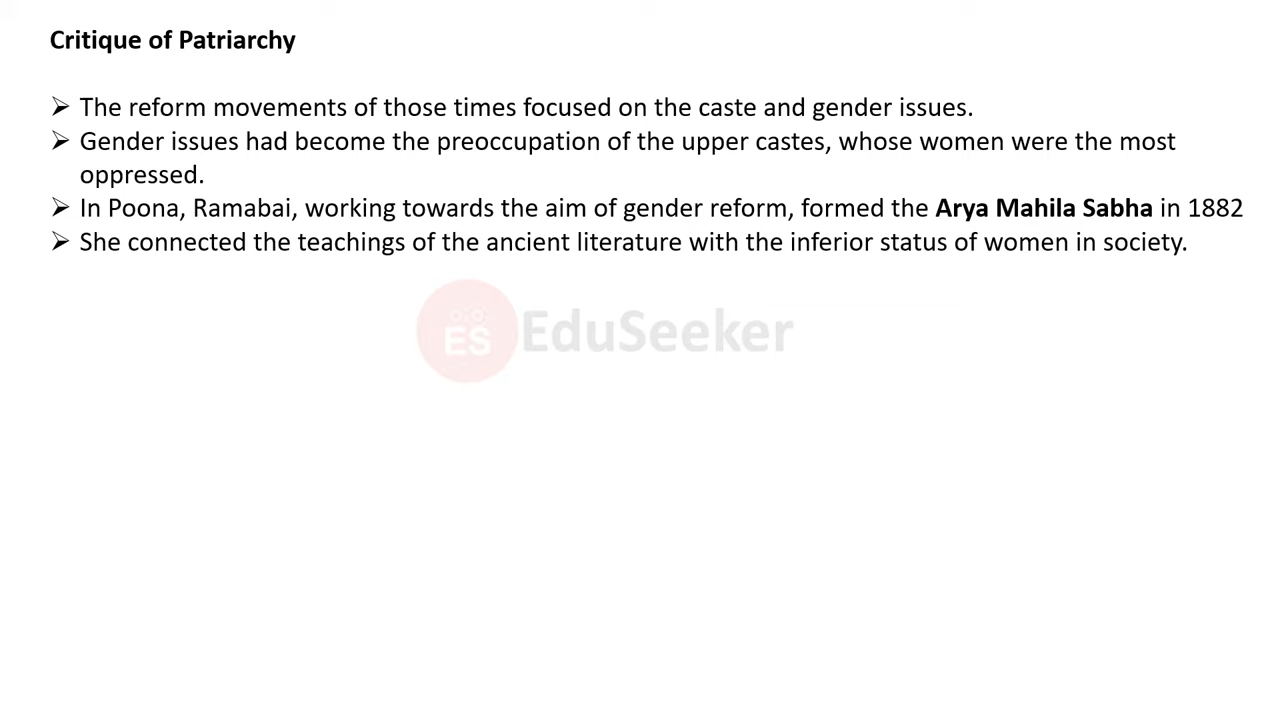 Critique of Patriarchy
➢ The reform movements of those times focused on the caste and gender issues.
➢ Gender issues had become the preoccupation of the upper castes, whose women were the most
oppressed.
➢ In Poona, Ramabai, working towards the aim of gender reform, formed the Arya Mahila Sabha in 1882
➢ She connected the teachings of the ancient literature with the inferior status of women in society.
ES EduSeeker